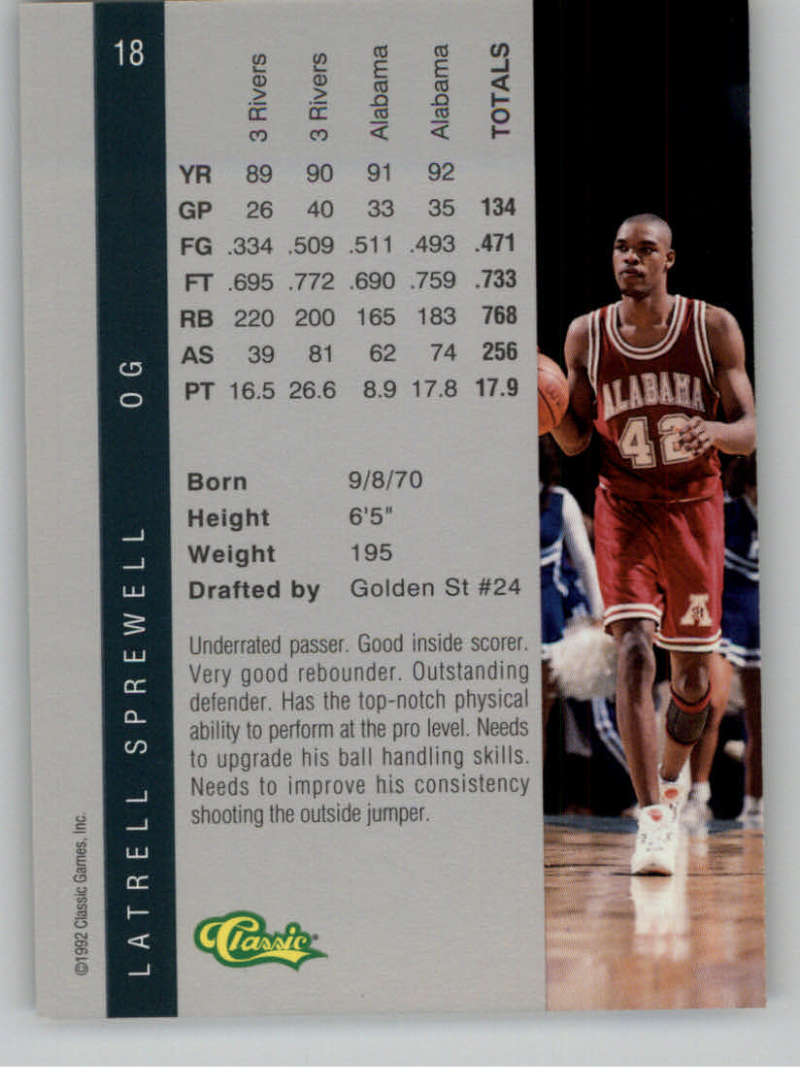 18
3 Rivers 3 Rivers Alabama Alabama TOTALS
YR 89 90 91 92
GP 26 40 33 35 134
FG .334 .509 .511 .493 .471
FT .695 .772 .690 .759 .733
RB 220 200 165 183 768
AS 39 81 62 74 256
PT 16.5 26.6 8.9 17.8 17.9
Born 9/8/70
Height 6'5"
Weight 195
Drafted by Golden St #24
Underrated passer. Good inside scorer.
Very good rebounder. Outstanding
defender. Has the top-notch physical
ability to perform at the pro level. Needs
to upgrade his ball handling skills.
Needs to improve his consistency
shooting the outside jumper.
Classic
LATRELL SPREWELL OG
©1992 Classic Games, Inc.
ALABAMA
42
A